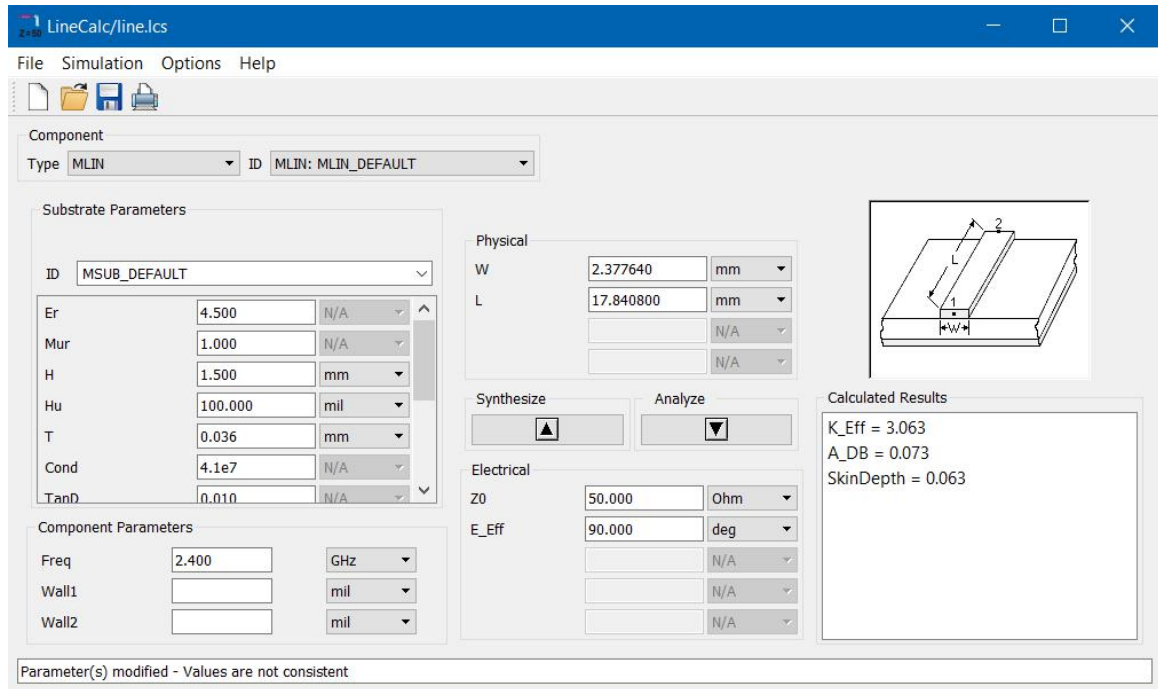 Z=50 LineCalc/line.lcs
File Simulation Options Help
Component
Type MLIN ID MLIN: MLIN_DEFAULT
Substrate Parameters
ID MSUB_DEFAULT
Er 4.500 N/A
Mur 1.000 N/A
H 1.500 mm
Hu 100.000 mil
T 0.036 mm
Cond 4.1e7 N/A
TanD 0.010 N/A
Component Parameters
Freq 2.400 GHz
Wall1 mil
Wall2 mil
Physical
W 2.377640 mm
L 17.840800 mm
N/A
N/A
Synthesize Analyze
Electrical
Z0 50.000 Ohm
E_Eff 90.000 deg
N/A
N/A
N/A
2
L
1
W
Calculated Results
K_Eff = 3.063
A_DB = 0.073
SkinDepth = 0.063
Parameter(s) modified - Values are not consistent